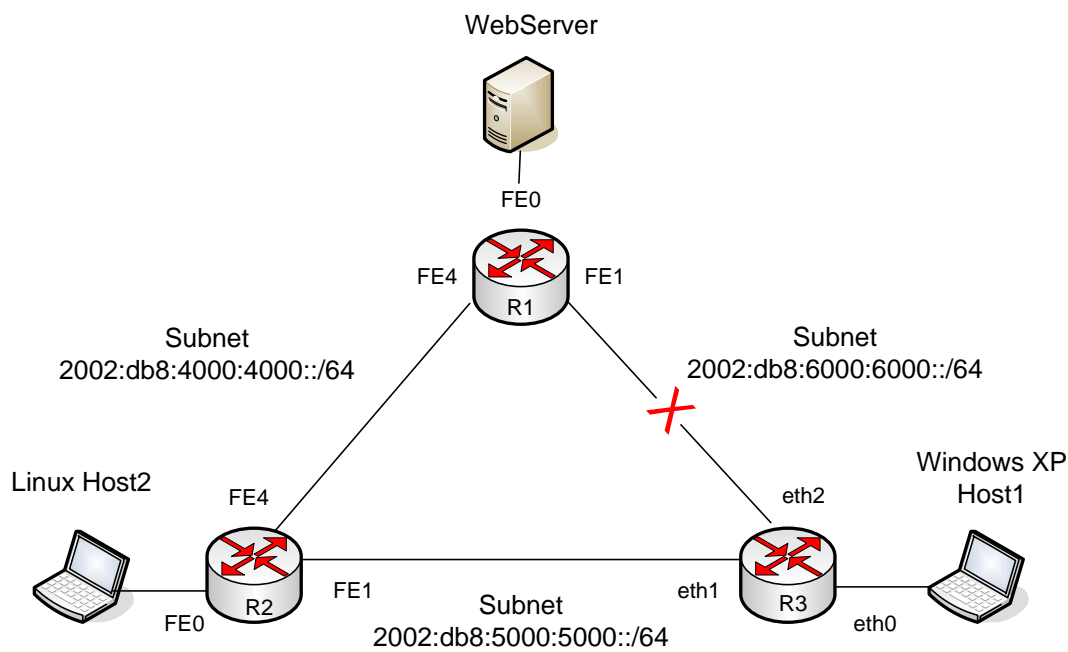 WebServer
FE0
FE4
FE1
R1
Subnet
2002:db8:4000:4000::/64
Subnet
2002:db8:6000:6000::/64
Linux Host2
Windows XP
Host1
FE4
eth2
R2
FE1
eth1
R3
FE0
eth0
Subnet
2002:db8:5000:5000::/64